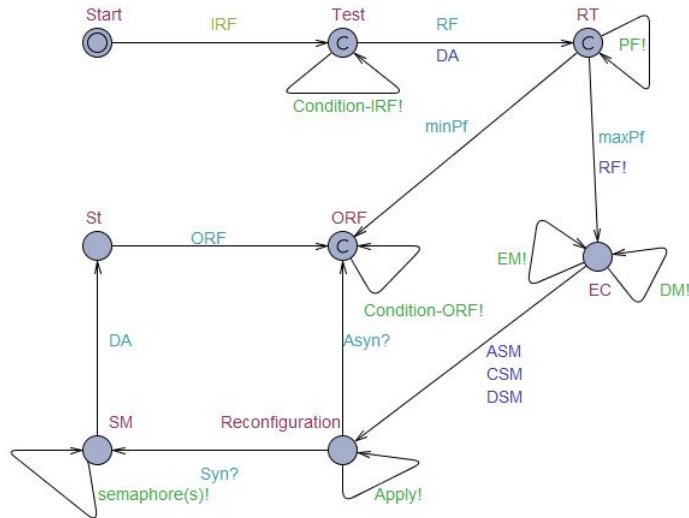 Start
Test
RT
IRF
RF
DA
PF!
C
C
Condition-IRF!
minPf
maxPf
RF!
St
ORF
ORF
C
EM!
EC
DM!
Condition-ORF!
DA
Asyn?
ASM
CSM
DSM
SM
Reconfiguration
Syn?
semaphore(s)!
Apply!